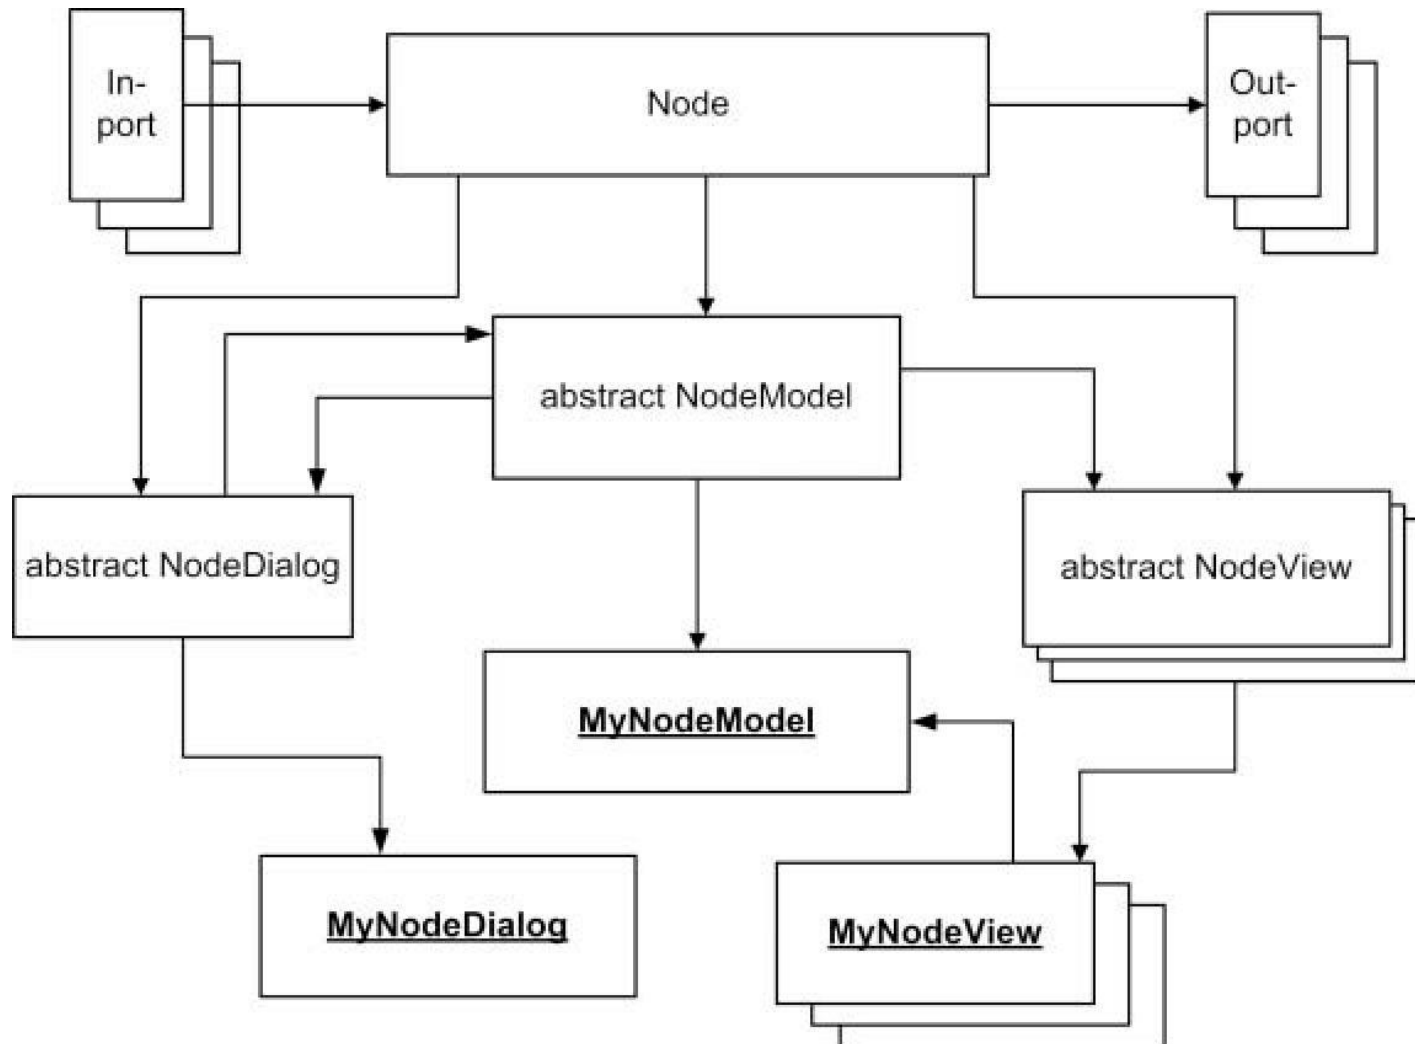 In-
port
Node
Out-
port
abstract NodeModel
abstract NodeDialog
abstract NodeView
MyNodeModel
MyNodeDialog
MyNodeView